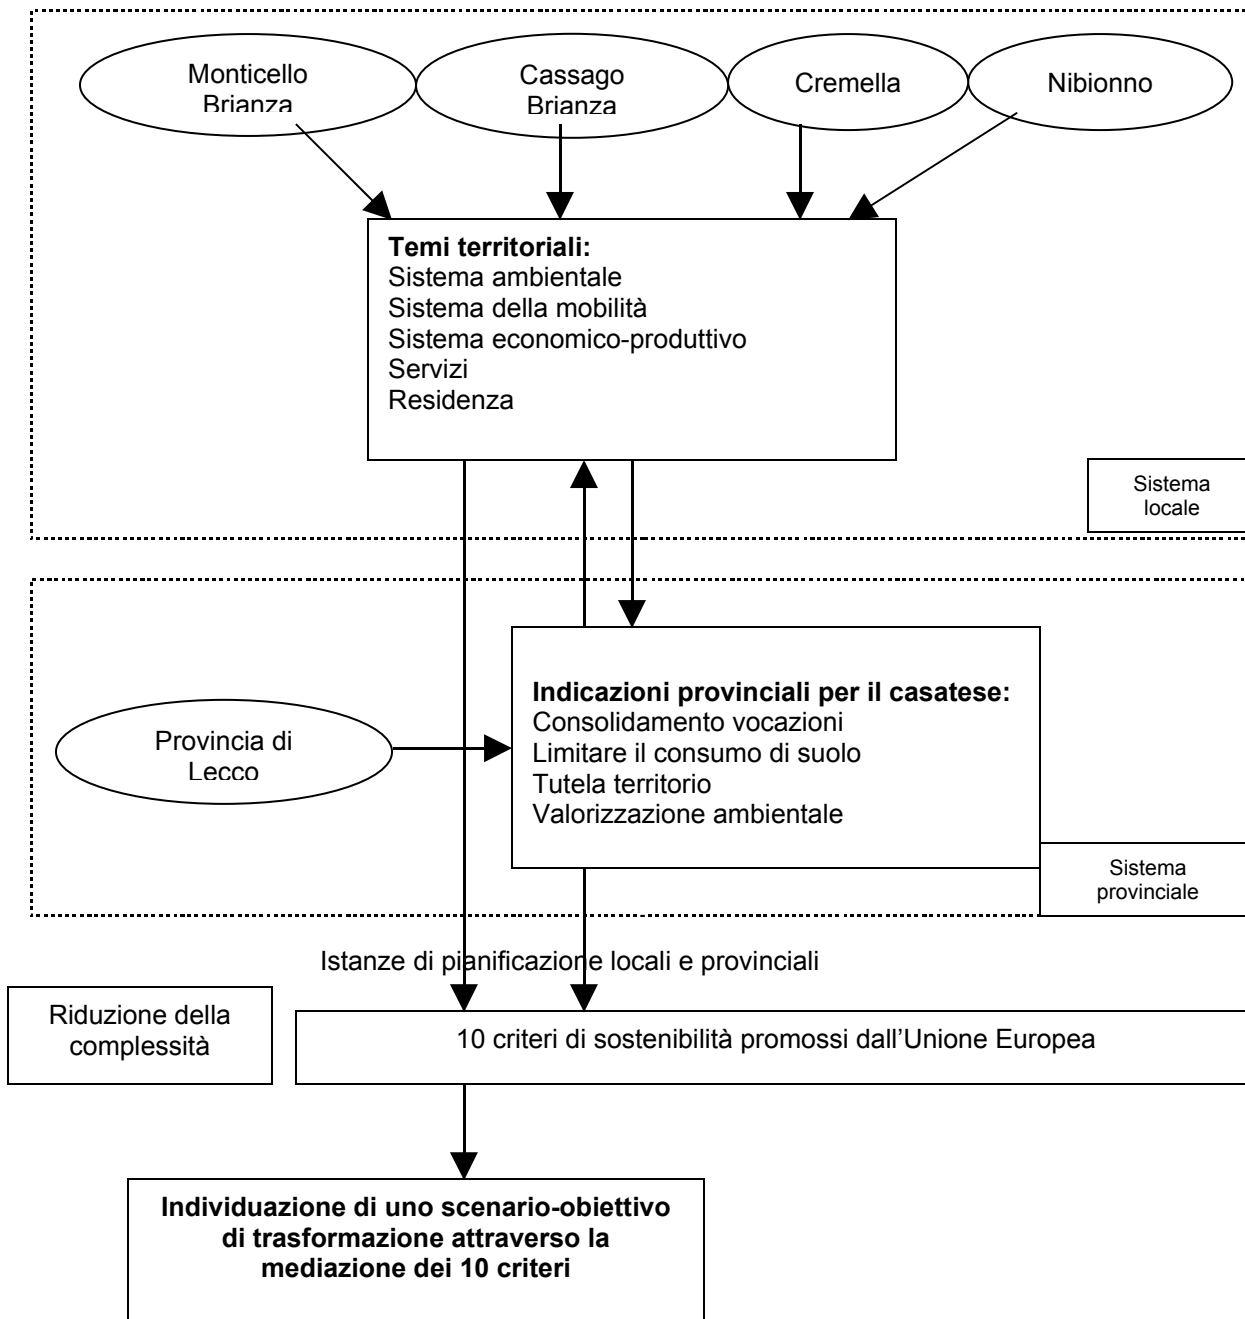 Monticello
Brianza
Cassago
Brianza
Cremella
Nibionno
Temi territoriali:
Sistema ambientale
Sistema della mobilità
Sistema economico-produttivo
Servizi
Residenza
Sistema
locale
Indicazioni provinciali per il casatese:
Consolidamento vocazioni
Limitare il consumo di suolo
Tutela territorio
Valorizzazione ambientale
Provincia di
Lecco
Sistema
provinciale
Istanze di pianificazione locali e provinciali
Riduzione della
complessità
10 criteri di sostenibilità promossi dall'Unione Europea
Individuazione di uno scenario-obiettivo
di trasformazione attraverso la
mediazione dei 10 criteri